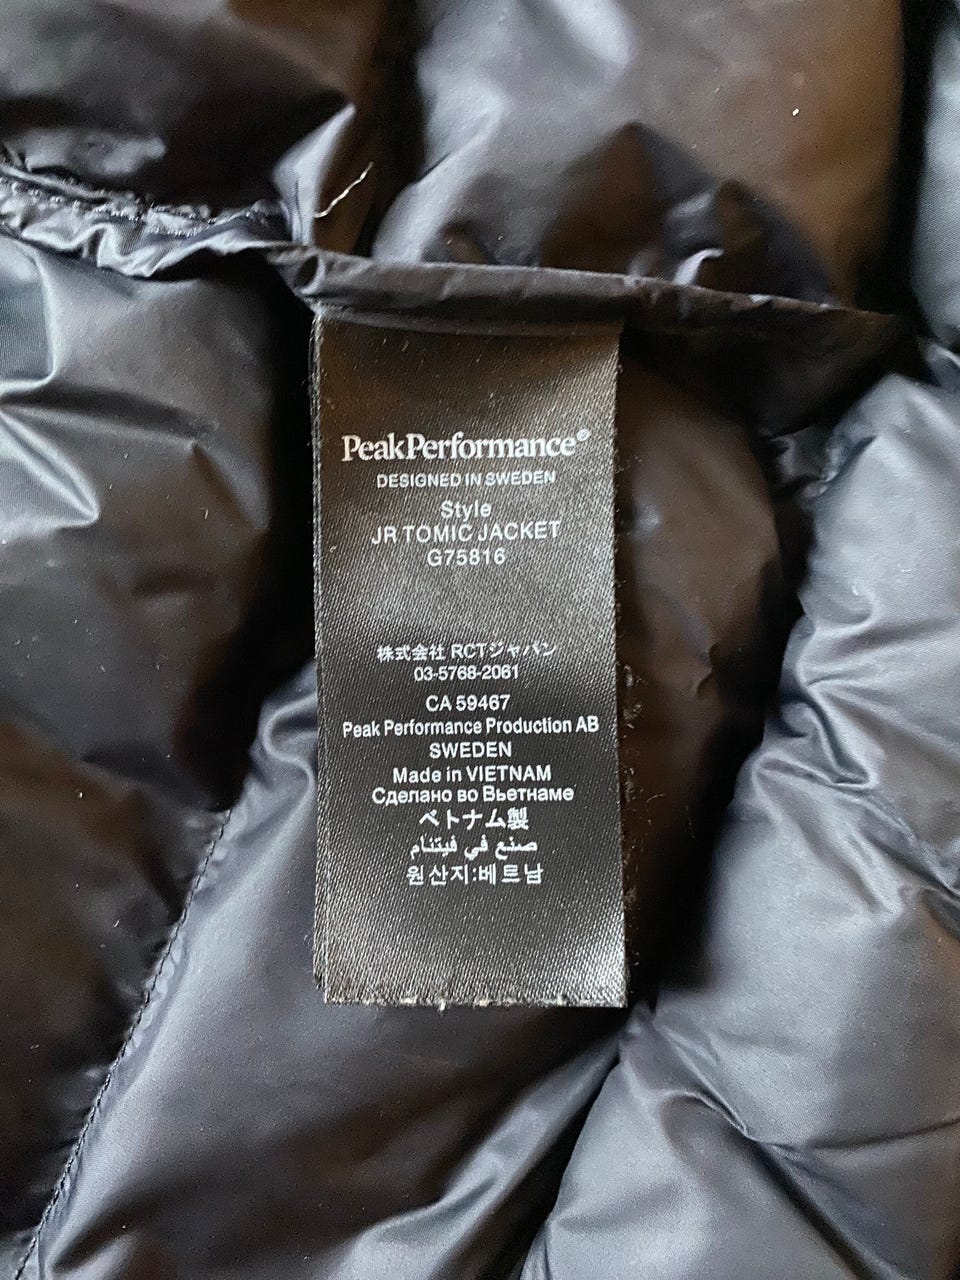 PeakPerformance®
DESIGNED IN SWEDEN
Style
JR TOMIC JACKET
G75816
株式会社 RCTジャパン
03-5768-2061
CA 59467
Peak Performance Production AB
SWEDEN
Made in VIETNAM
Сделано во Вьетнаме
ベトナム製
صنع في فيتنام
원산지:베트남